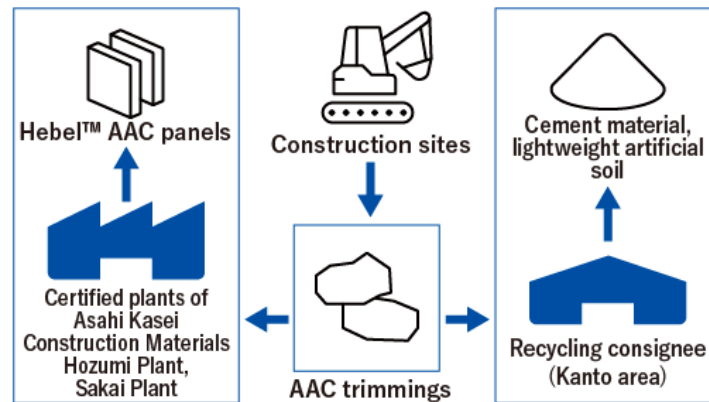 Hebel™ AAC panels
Certified plants of
Asahi Kasei
Construction Materials
Hozumi Plant,
Sakai Plant
Construction sites
AAC trimmings
Cement material,
lightweight artificial
soil
Recycling consignee
(Kanto area)